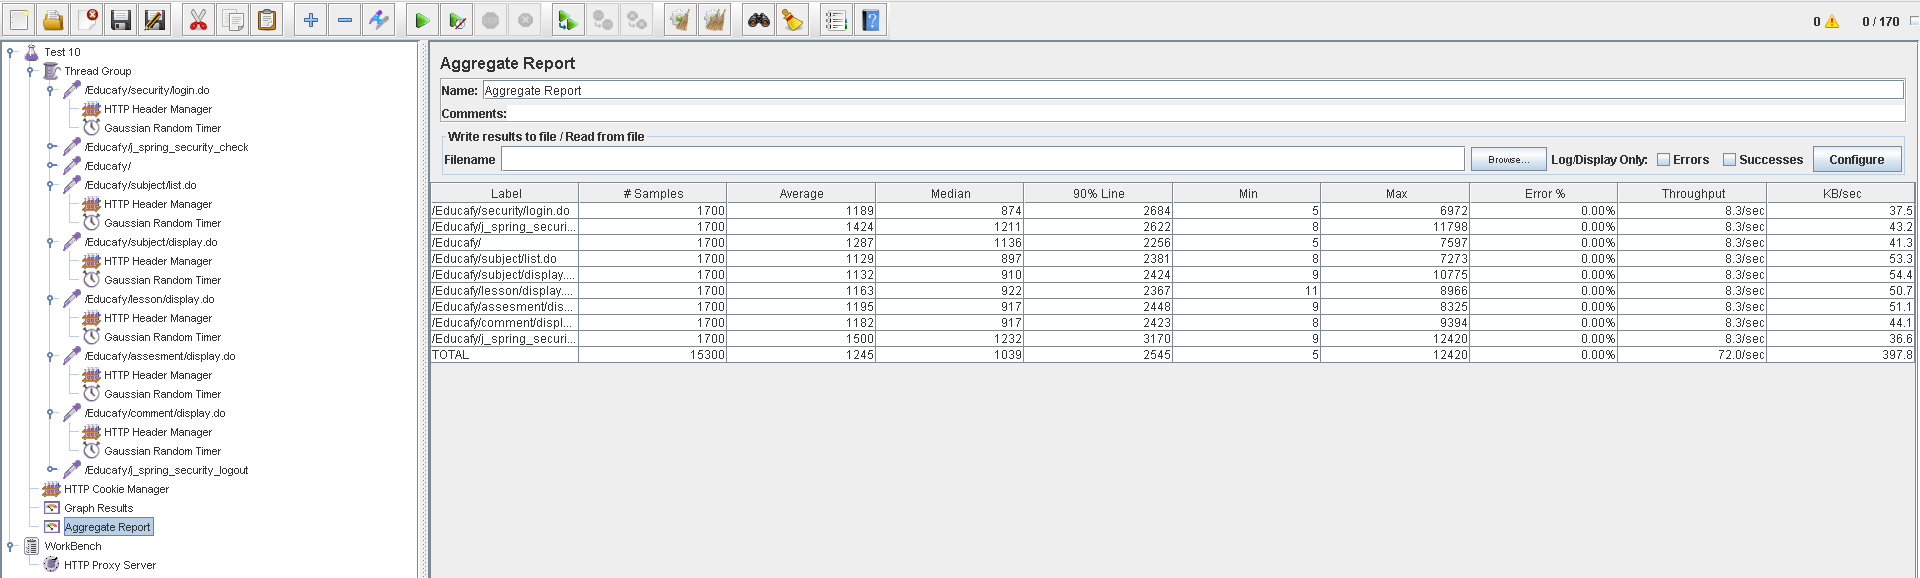 0
0 / 170
Test 10
Thread Group
/Educafy/security/login.do
HTTP Header Manager
Gaussian Random Timer
/Educafy/j_spring_security_check
/Educafy/
/Educafy/subject/list.do
HTTP Header Manager
Gaussian Random Timer
/Educafy/subject/display.do
HTTP Header Manager
Gaussian Random Timer
/Educafy/lesson/display.do
HTTP Header Manager
Gaussian Random Timer
/Educafy/assesment/display.do
HTTP Header Manager
Gaussian Random Timer
/Educafy/comment/display.do
HTTP Header Manager
Gaussian Random Timer
/Educafy/j_spring_security_logout
HTTP Cookie Manager
Graph Results
Aggregate Report
WorkBench
HTTP Proxy Server
Aggregate Report
Name: Aggregate Report
Comments:
Write results to file / Read from file
Filename Browse... Log/Display Only: Errors Successes Configure
Label # Samples Average Median 90% Line Min Max Error % Throughput KB/sec
/Educafy/security/login.do 1700 1189 874 2684 5 6972 0.00% 8.3/sec 37.5
/Educafy/j_spring_securi... 1700 1424 1211 2622 8 11798 0.00% 8.3/sec 43.2
/Educafy/ 1700 1287 1136 2256 5 7597 0.00% 8.3/sec 41.3
/Educafy/subject/list.do 1700 1129 897 2381 8 7273 0.00% 8.3/sec 53.3
/Educafy/subject/display.... 1700 1132 910 2424 9 10775 0.00% 8.3/sec 54.4
/Educafy/lesson/display.... 1700 1163 922 2367 11 8966 0.00% 8.3/sec 50.7
/Educafy/assesment/dis... 1700 1195 917 2448 9 8325 0.00% 8.3/sec 51.1
/Educafy/comment/displ... 1700 1182 917 2423 8 9394 0.00% 8.3/sec 44.1
/Educafy/j_spring_securi... 1700 1500 1232 3170 9 12420 0.00% 8.3/sec 36.6
TOTAL 15300 1245 1039 2545 5 12420 0.00% 72.0/sec 397.8